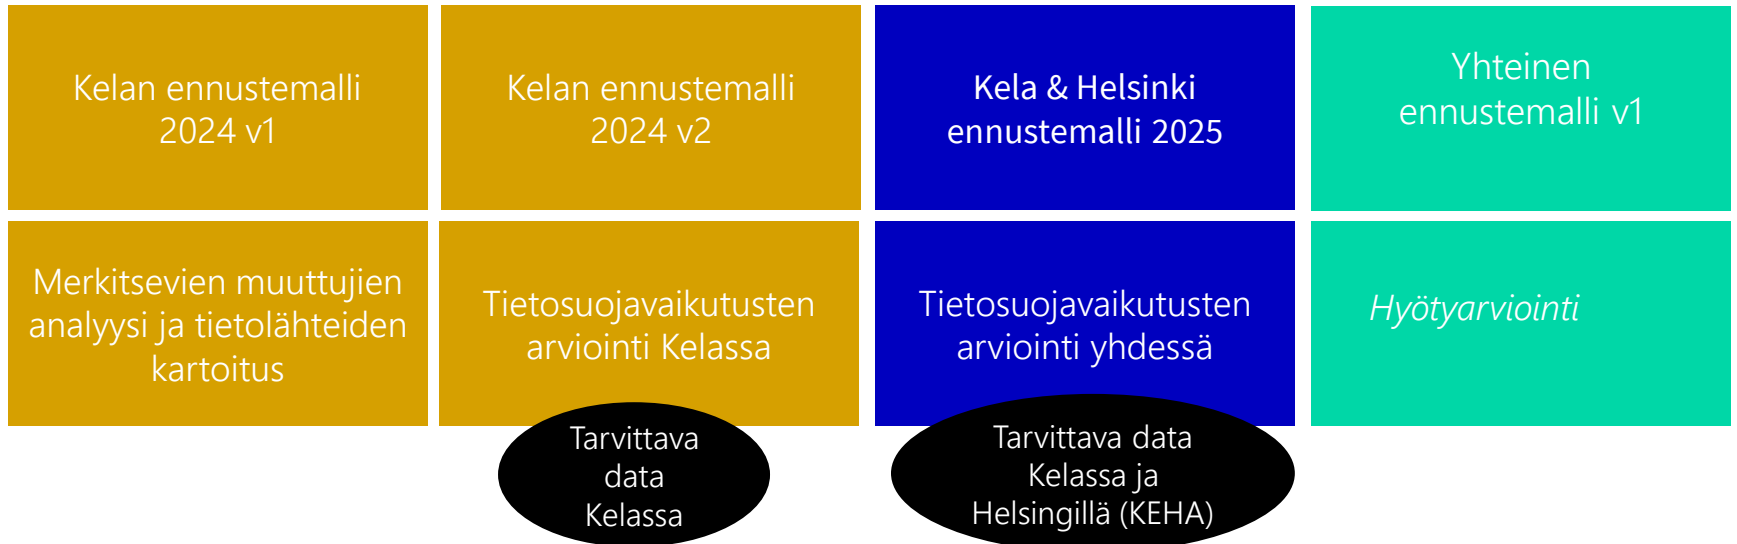 Kelan ennustemalli
2024 v1
Kelan ennustemalli
2024 v2
Kela & Helsinki
ennustemalli 2025
Yhteinen
ennustemalli v1
Merkitsevien muuttujien
analyysi ja tietolähteiden
kartoitus
Tietosuojavaikutusten
arviointi Kelassa
Tietosuojavaikutusten
arviointi yhdessä
Hyötyarviointi
Tarvittava
data
Kelassa
Tarvittava data
Kelassa ja
Helsingillä (KEHA)